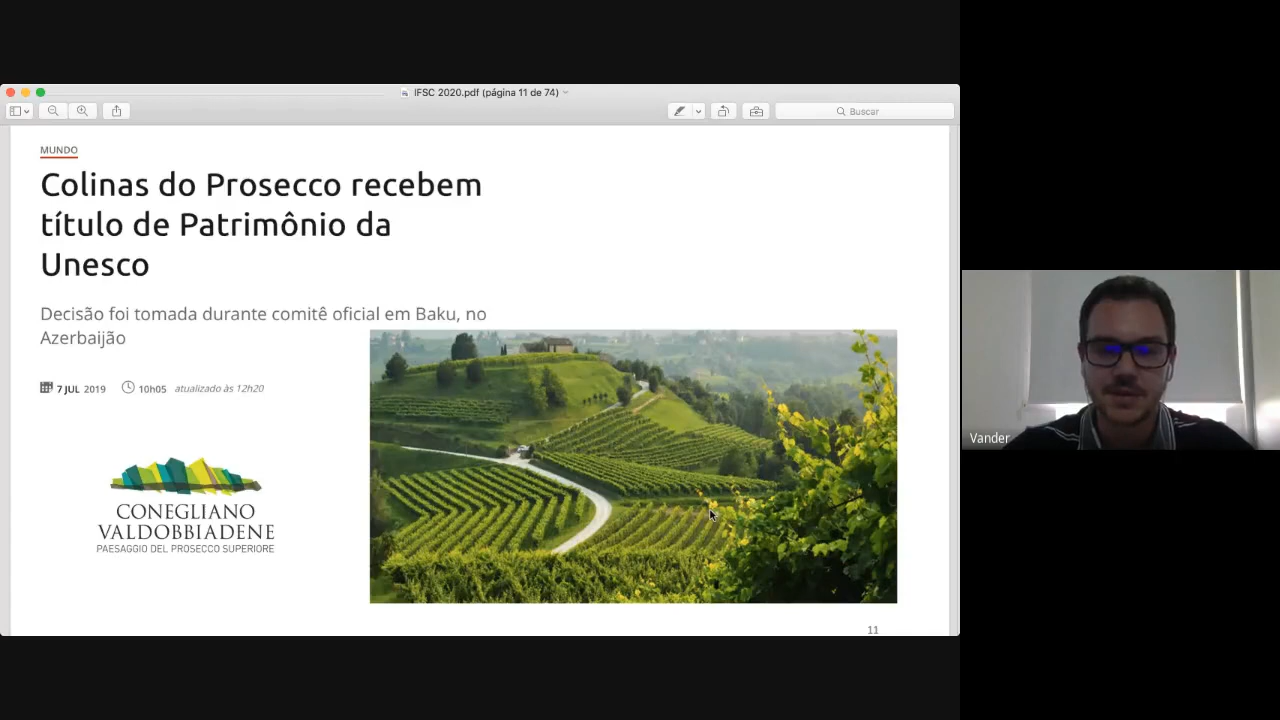 IFSC 2020.pdf (página 11 de 74)
Buscar
MUNDO
Colinas do Prosecco recebem
título de Patrimônio da
Unesco
Decisão foi tomada durante comitê oficial em Baku, no
Azerbaijão
7 JUL 2019 10h05 atualizado às 12h20
CONEGLIANO
VALDOBBIADENE
PAESAGGIO DEL PROSECCO SUPERIORE
11
Vander